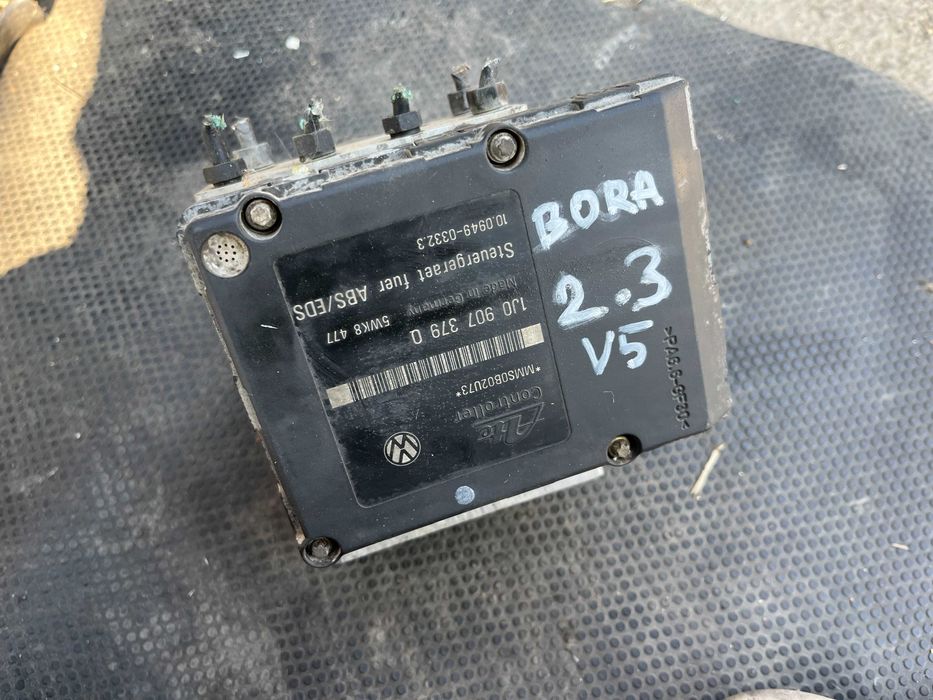 BORA
2.3
V5
Ate
Controller
*MMS0B02U73*
1J0 907 379 Q
Made in Germany 5WK8 477
Steuergeraet fuer ABS/EDS
10.0949-0332.3
>PA6.6-GF30<